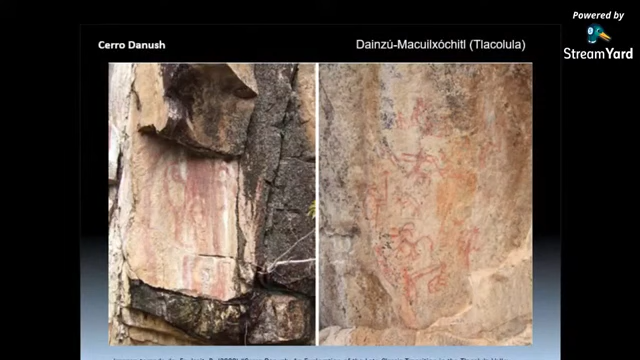 Powered by
StreamYard
Cerro Danush
Dainzú-Macuilxóchitl (Tlacolula)